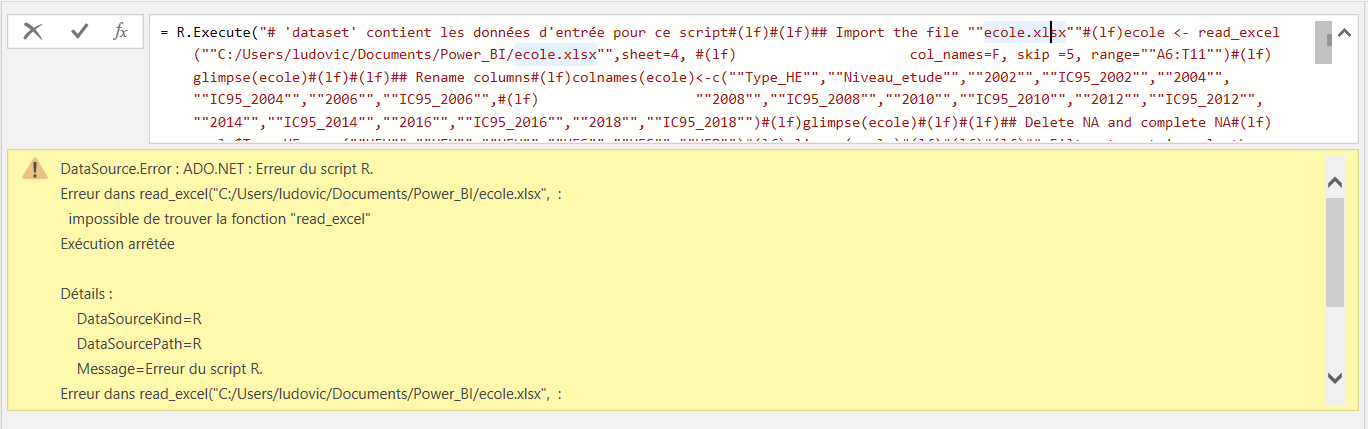 fx
= R.Execute("# 'dataset' contient les données d'entrée pour ce script#(lf)#(lf)## Import the file ""ecole.xlsx""#(lf)ecole <- read_excel
(""C:/Users/ludovic/Documents/Power_BI/ecole.xlsx"",sheet=4, #(lf) col_names=F, skip =5, range=""A6:T11"")#(lf)
glimpse(ecole)#(lf)#(lf)## Rename columns#(lf)colnames(ecole)<-c(""Type_HE"",""Niveau_etude"",""2002"",""IC95_2002"",""2004"",
""IC95_2004"",""2006"",""IC95_2006"",#(lf) ""2008"",""IC95_2008"",""2010"",""IC95_2010"",""2012"",""IC95_2012"",
""2014"",""IC95_2014"",""2016"",""IC95_2016"",""2018"",""IC95_2018"")#(lf)glimpse(ecole)#(lf)#(lf)## Delete NA and complete NA#(lf)
DataSource.Error : ADO.NET : Erreur du script R.
Erreur dans read_excel("C:/Users/ludovic/Documents/Power_BI/ecole.xlsx", :
impossible de trouver la fonction "read_excel"
Exécution arrêtée
Détails :
DataSourceKind=R
DataSourcePath=R
Message=Erreur du script R.
Erreur dans read_excel("C:/Users/ludovic/Documents/Power_BI/ecole.xlsx", :